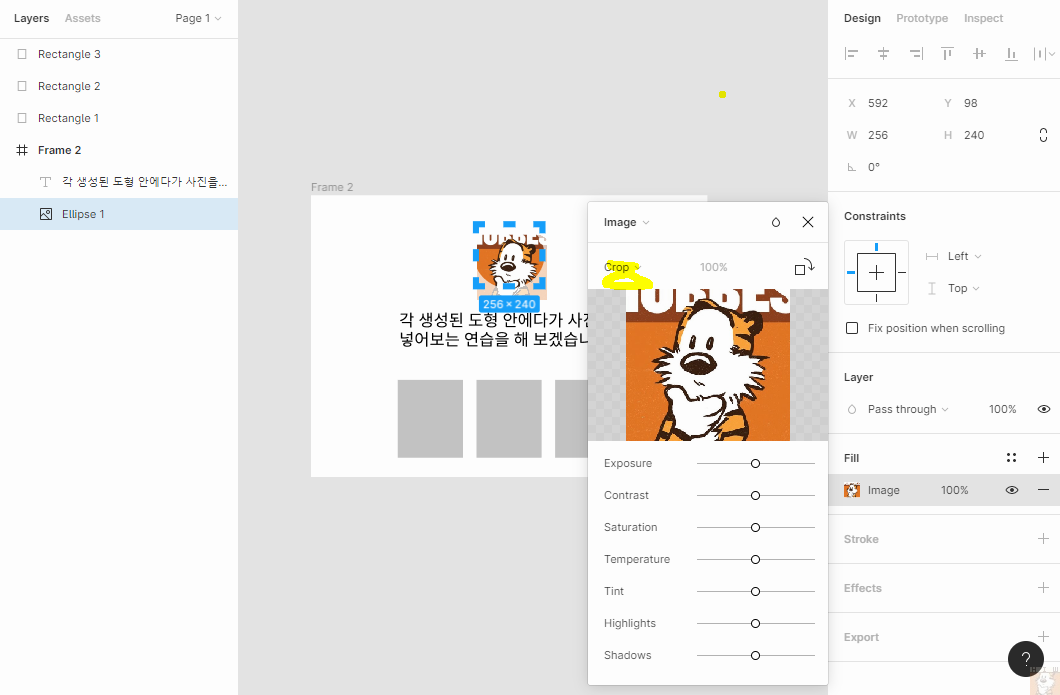 Layers Assets Page 1
Rectangle 3
Rectangle 2
Rectangle 1
Frame 2
각 생성된 도형 안에다가 사진을...
Ellipse 1
Frame 2
256 × 240
각 생성된 도형 안에다가 사진
넣어보는 연습을 해 보겠습니
Image
Crop 100%
Exposure
Contrast
Saturation
Temperature
Tint
Highlights
Shadows
Design Prototype Inspect
X 592 Y 98
W 256 H 240
0°
Constraints
Left
Top
Fix position when scrolling
Layer
Pass through 100%
Fill
Image 100%
Stroke
Effects
Export
?